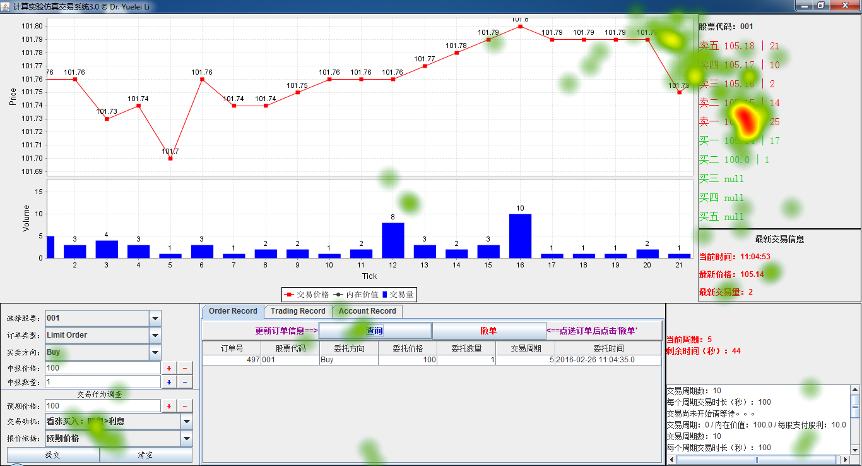 计算实验仿真交易系统3.0 © Dr. Yuelei Li
101.80
101.79
101.78
101.77
101.76
101.75
101.74
101.73
101.72
101.71
101.70
101.69
Price
76 101.76 101.73 101.74 101.7 101.76 101.74 101.74 101.75 101.76 101.76 101.76 101.77 101.78 101.79 101.8 101.79 101.79 101.79 101.79 101.75
15
10
5
0
Volume
3 4 3 1 3 1 2 2 1 2 8 3 2 3 10 1 1 1 2 1
2 3 4 5 6 7 8 9 10 11 12 13 14 15 16 17 18 19 20 21
Tick
交易价格 内在价值 交易量
股票代码: 001
卖五 105.18 | 21
卖四 105.17 | 10
卖三 | 2
卖二 | 14
卖一 25
买一 17
买二 100.0 | 1
买三 null
买四 null
买五 null
最新交易信息
当前时间: 11:04:53
最新价格: 105.14
最新交易量: 2
001
订单类型: Limit Order
买卖方向: Buy
申报价格: 100 + −
申报数量: 1 + −
交易行为调查
预期价格: 100 + −
交易动机: 看涨买入: >利息
报价依据: 预期价格
提交 清空
Order Record Trading Record Account Record
更新订单信息==> 查询 撤单 <==点选订单后点击'撤单'
订单号 股票代码 委托方向 委托价格 委托数量 交易周期 委托时间
497 001 Buy 100 1 5 2016-02-26 11:04:35.0
当前周期: 5
剩余时间（秒）: 44
交易周期数: 10
每个周期交易时长（秒）: 100
交易尚未开始请等待。。。
交易周期: 0 / 内在价值: 100.0 / 每股支付股利: 10.0
交易周期数: 10
每个周期交易时长（秒）: 100